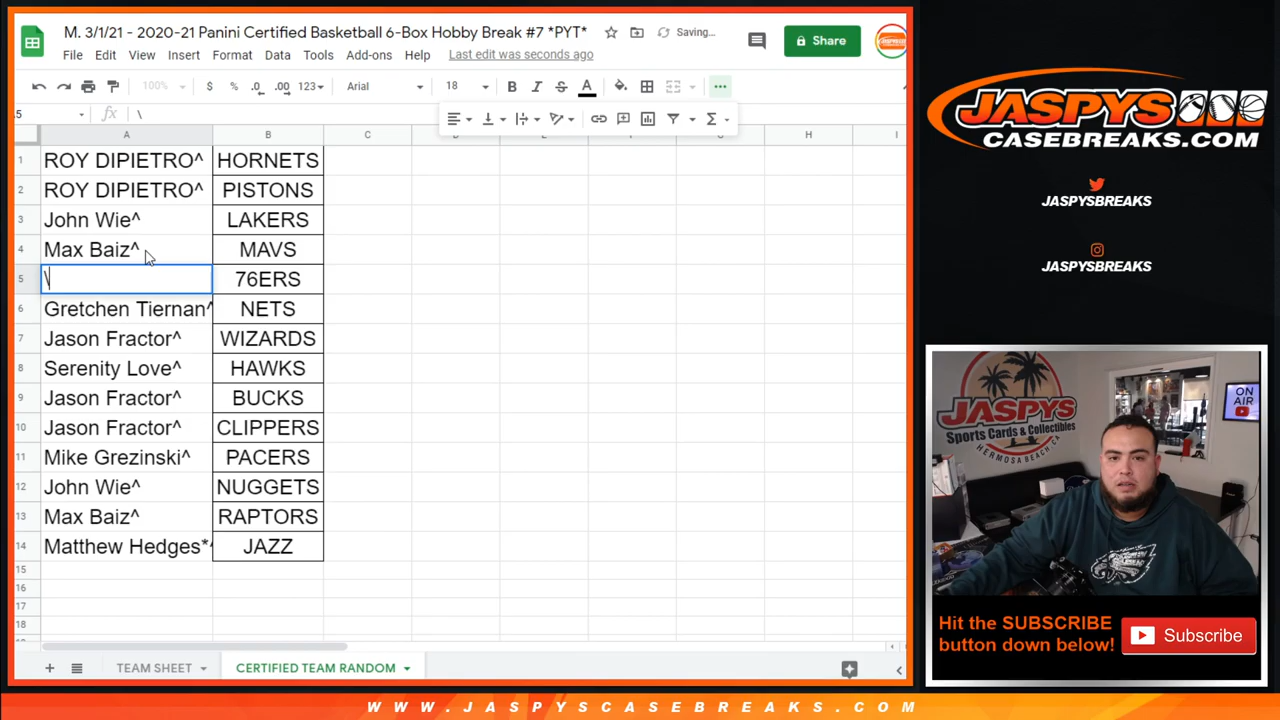 M. 3/1/21 - 2020-21 Panini Certified Basketball 6-Box Hobby Break #7 *PYT*
Saving...
Share
File Edit View Insert Format Data Tools Add-ons Help Last edit was seconds ago
100% $ % .0 .00 123 Arial 18 B I S A
5 fx \
A B C H I
1 ROY DIPIETRO^ HORNETS
2 ROY DIPIETRO^ PISTONS
3 John Wie^ LAKERS
4 Max Baiz^ MAVS
5 \ 76ERS
6 Gretchen Tiernan^ NETS
7 Jason Fractor^ WIZARDS
8 Serenity Love^ HAWKS
9 Jason Fractor^ BUCKS
10 Jason Fractor^ CLIPPERS
11 Mike Grezinski^ PACERS
12 John Wie^ NUGGETS
13 Max Baiz^ RAPTORS
14 Matthew Hedges*^ JAZZ
15
16
17
18
TEAM SHEET CERTIFIED TEAM RANDOM
JASPYS
CASEBREAKS.COM
JASPYSBREAKS
JASPYSBREAKS
JASPYS
Sports Cards & Collectibles
HERMOSA BEACH, CA
ON AIR
Hit the SUBSCRIBE
button down below!
Subscribe
WWW.JASPYSCASEBREAKS.COM